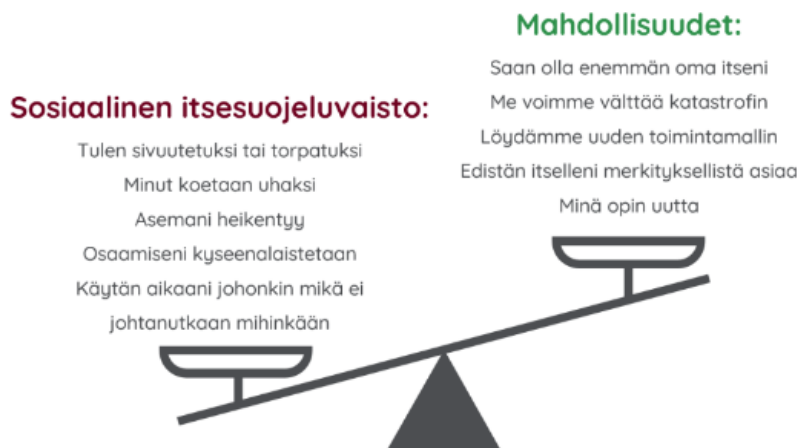 Sosiaalinen itsesuojeluvaisto:
Tulen sivuutetuksi tai torpatuksi
Minut koetaan uhaksi
Asemani heikentyy
Osaamiseni kyseenalaistetaan
Käytän aikaani johonkin mikä ei
johtanutkaan mihinkään
Mahdollisuudet:
Saan olla enemmän oma itseni
Me voimme välttää katastrofin
Löydämme uuden toimintamallin
Edistän itselleni merkityksellistä asiaa
Minä opin uutta